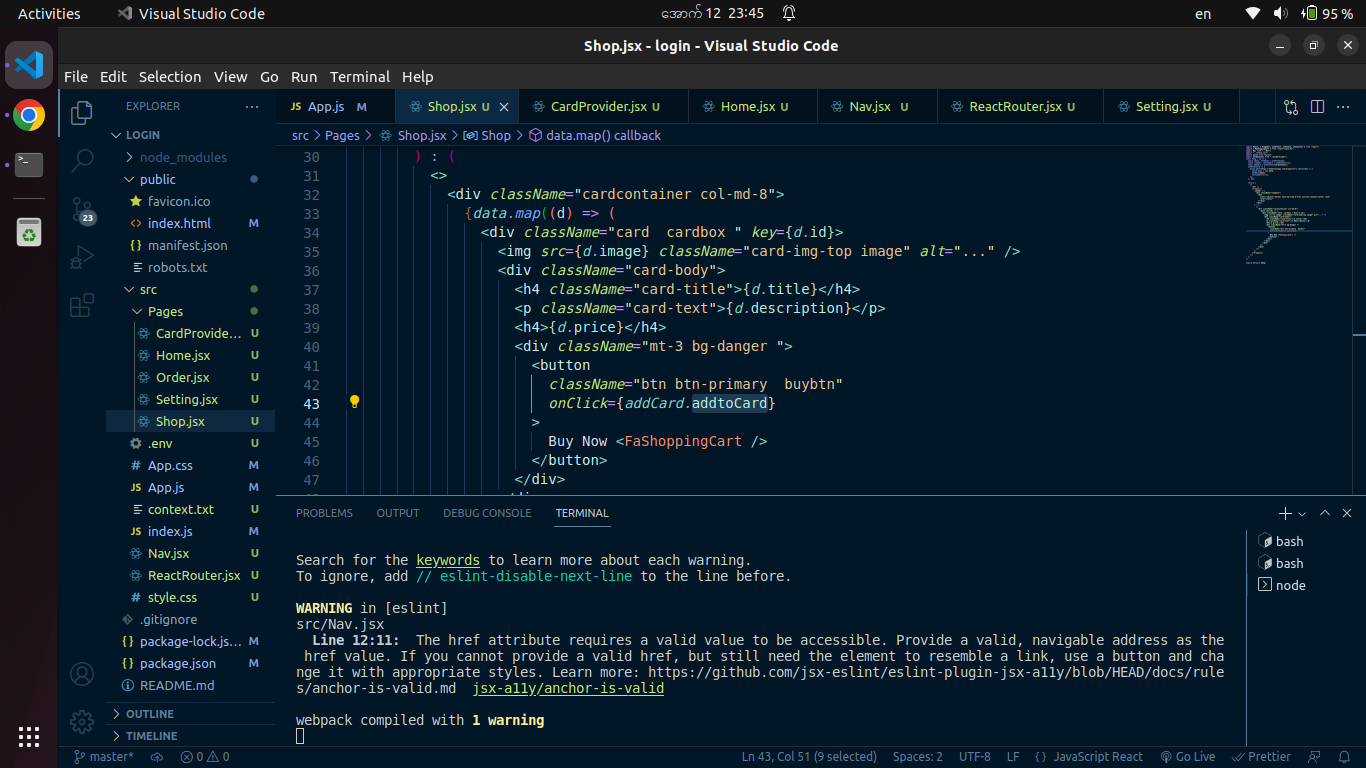 Activities
Visual Studio Code
အောက် 12 23:45
en
95 %
Shop.jsx - login - Visual Studio Code
File Edit Selection View Go Run Terminal Help
EXPLORER
LOGIN
node_modules
public
favicon.ico
index.html M
manifest.json
robots.txt
src
Pages
CardProvide... U
Home.jsx U
Order.jsx U
Setting.jsx U
Shop.jsx U
.env U
App.css M
App.js M
context.txt U
index.js M
Nav.jsx U
ReactRouter.jsx U
style.css U
.gitignore
package-lock.js... M
package.json M
README.md
OUTLINE
TIMELINE
23
JS App.js M
Shop.jsx U
CardProvider.jsx U
Home.jsx U
Nav.jsx U
ReactRouter.jsx U
Setting.jsx U
src > Pages > Shop.jsx > Shop > data.map() callback
30 ) : (
31 <>
32 <div className="cardcontainer col-md-8">
33 {data.map((d) => (
34 <div className="card  cardbox " key={d.id}>
35 <img src={d.image} className="card-img-top image" alt="..." />
36 <div className="card-body">
37 <h4 className="card-title">{d.title}</h4>
38 <p className="card-text">{d.description}</p>
39 <h4>{d.price}</h4>
40 <div className="mt-3 bg-danger ">
41 <button
42 className="btn btn-primary  buybtn"
43 onClick={addCard.addtoCard}
44 >
45 Buy Now <FaShoppingCart />
46 </button>
47 </div>
PROBLEMS OUTPUT DEBUG CONSOLE TERMINAL
Search for the keywords to learn more about each warning.
To ignore, add // eslint-disable-next-line to the line before.
WARNING in [eslint]
src/Nav.jsx
Line 12:11:  The href attribute requires a valid value to be accessible. Provide a valid, navigable address as the
href value. If you cannot provide a valid href, but still need the element to resemble a link, use a button and cha
nge it with appropriate styles. Learn more: https://github.com/jsx-eslint/eslint-plugin-jsx-a11y/blob/HEAD/docs/rule
s/anchor-is-valid.md  jsx-a11y/anchor-is-valid
webpack compiled with 1 warning
bash
bash
node
master*
0 0
Ln 43, Col 51 (9 selected)
Spaces: 2
UTF-8
LF
{} JavaScript React
Go Live
Prettier